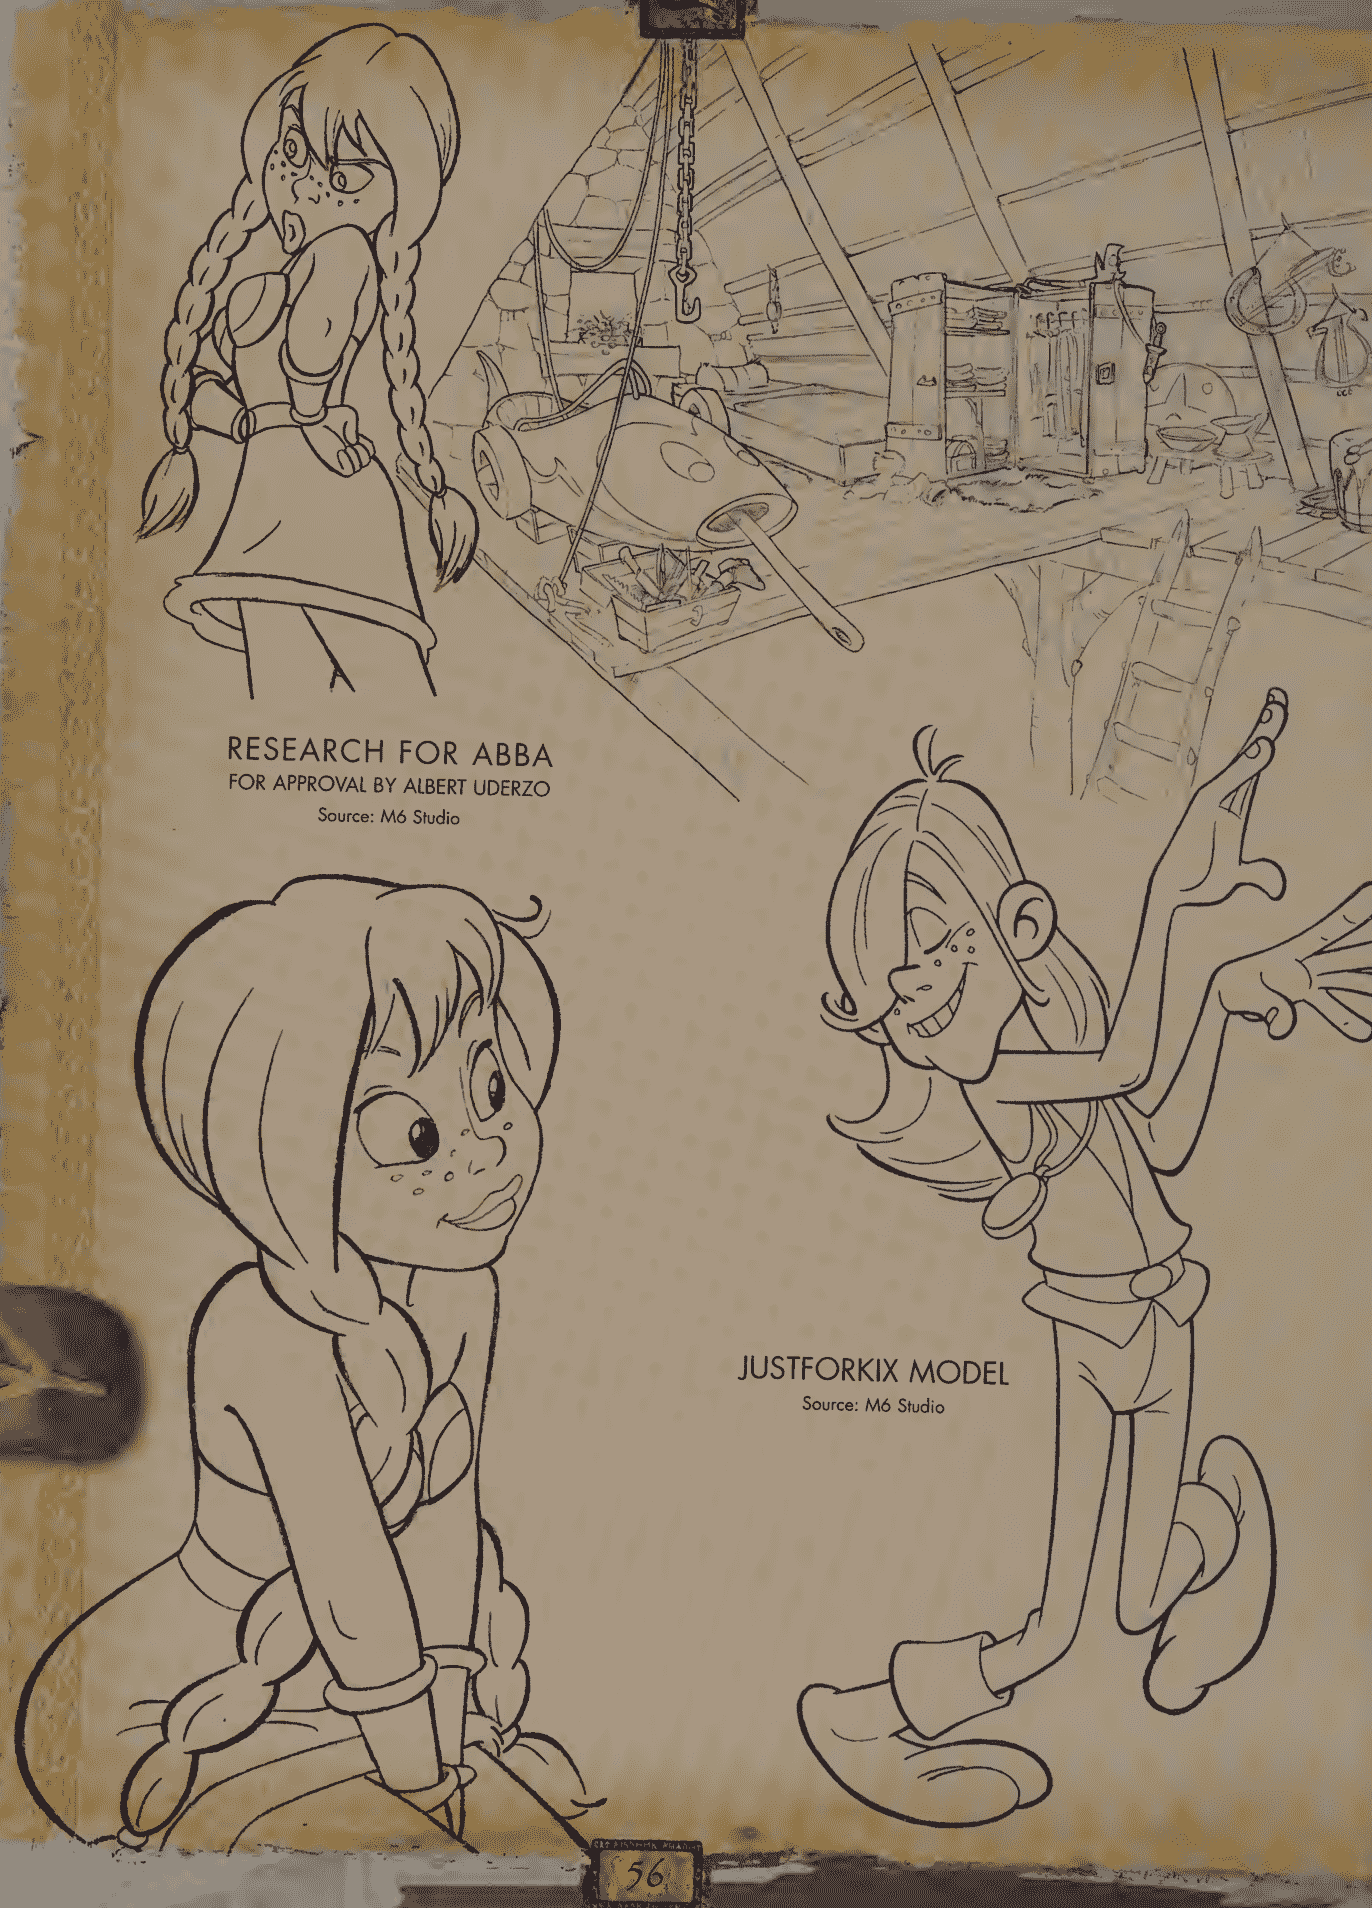 RESEARCH FOR ABBA
FOR APPROVAL BY ALBERT UDERZO
Source: M6 Studio
JUSTFORKIX MODEL
Source: M6 Studio
56